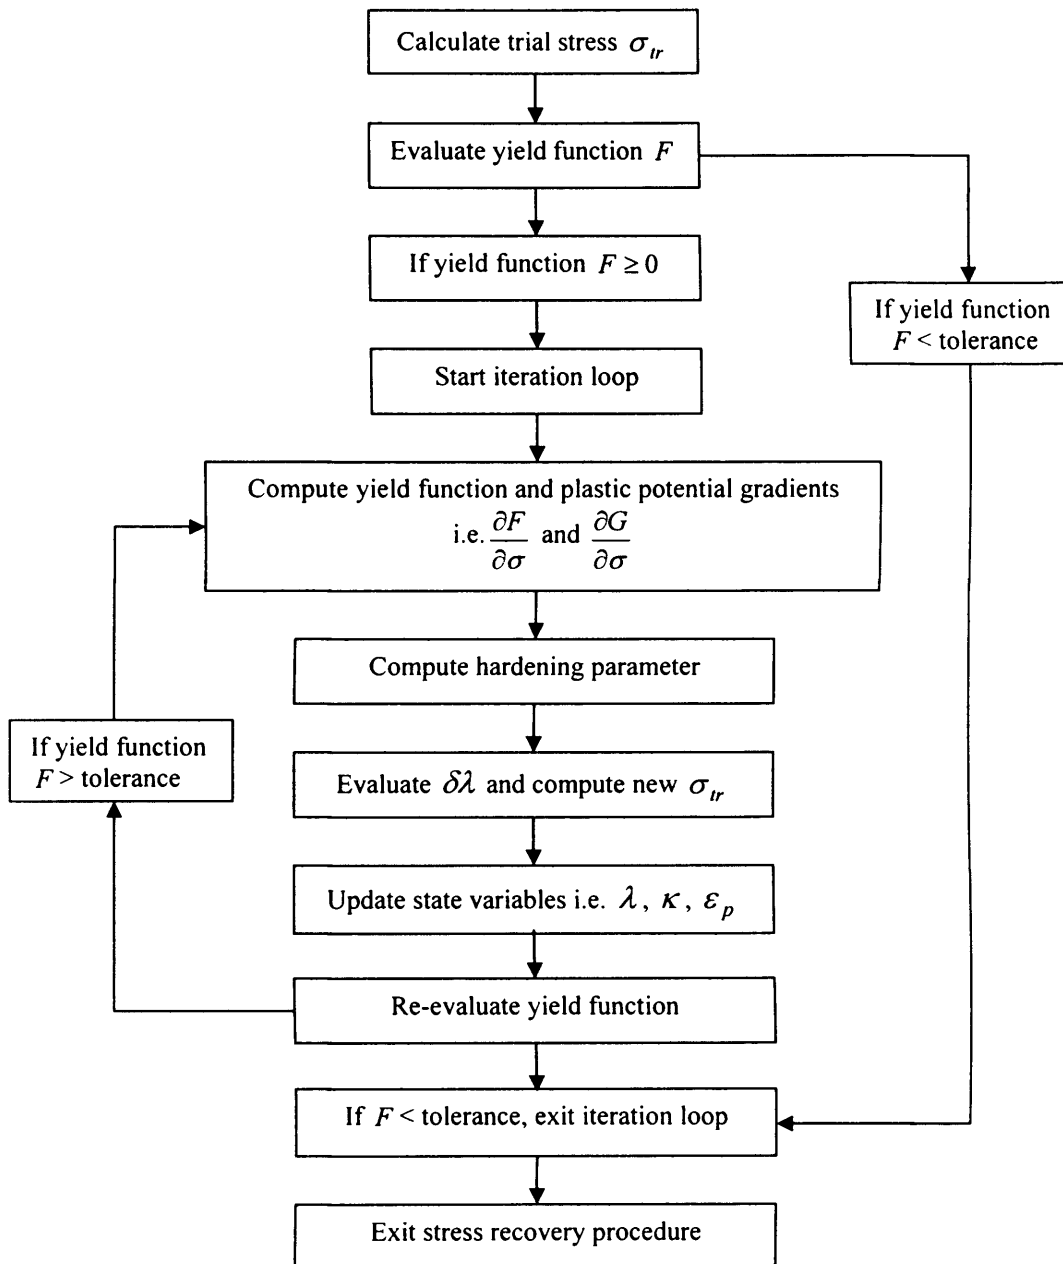 Calculate trial stress σ_tr
Evaluate yield function F
If yield function F ≥ 0
If yield function
F < tolerance
Start iteration loop
Compute yield function and plastic potential gradients
i.e. ∂F/∂σ and ∂G/∂σ
Compute hardening parameter
If yield function
F > tolerance
Evaluate δλ and compute new σ_tr
Update state variables i.e. λ, κ, ε_p
Re-evaluate yield function
If F < tolerance, exit iteration loop
Exit stress recovery procedure